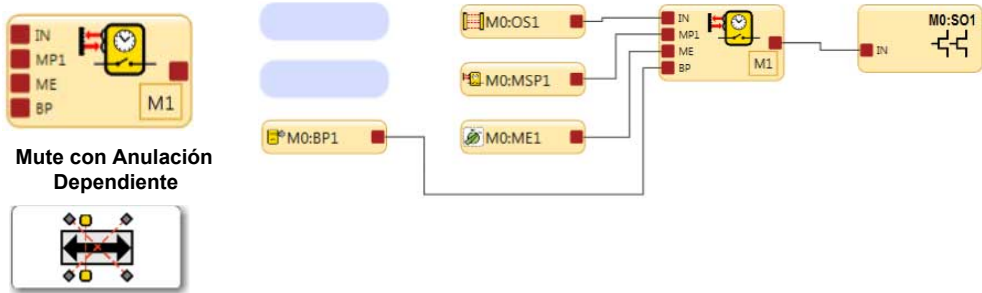 IN
MP1
ME
BP
M1
Mute con Anulación
Dependiente
M0:OS1
M0:MSP1
M0:BP1
M0:ME1
IN
MP1
ME
BP
M1
M0:SO1
IN